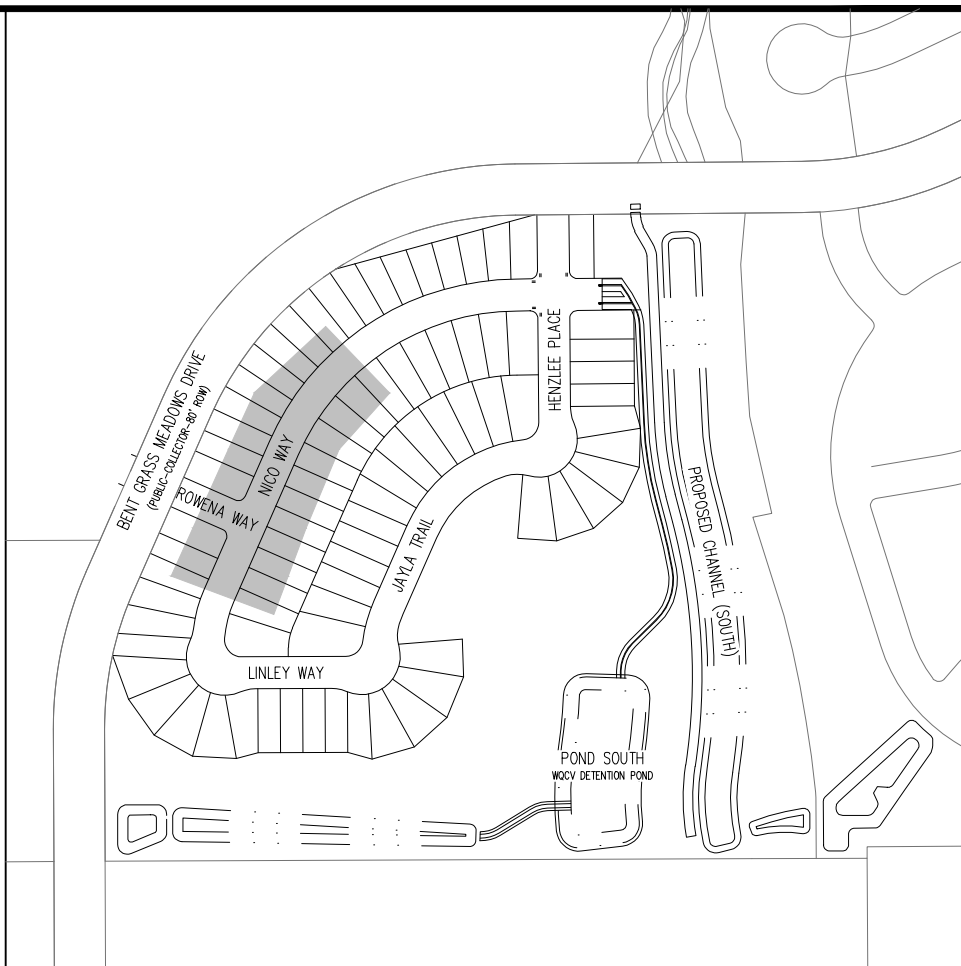 HENZLEE PLACE
BENT GRASS MEADOWS DRIVE
(PUBLIC-COLLECTOR-80' ROW)
NICO WAY
ROWENA WAY
PROPOSED CHANNEL (SOUTH)
JAYLA TRAIL
LINLEY WAY
POND SOUTH
WQCV DETENTION POND